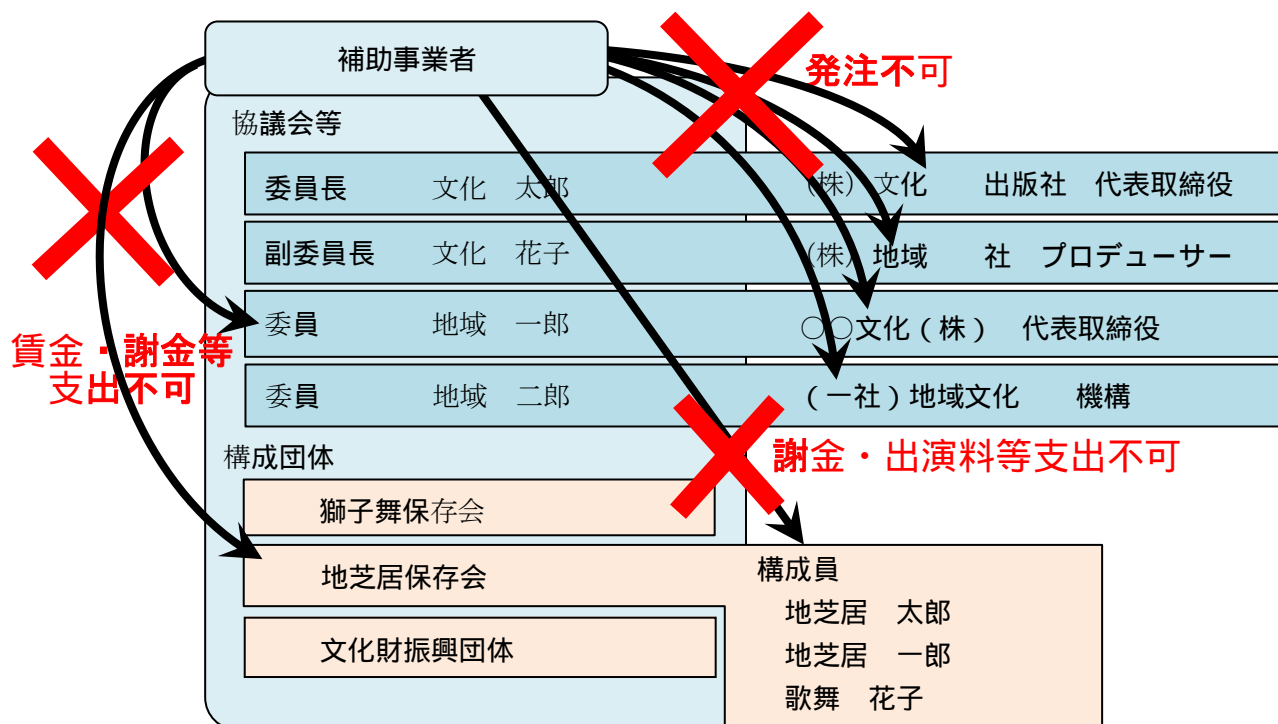 補助事業者
発注不可
協議会等
委員長 文化 太郎 (株)文化 出版社 代表取締役
副委員長 文化 花子 (株)地域 社 プロデューサー
委員 地域 一郎 〇〇文化(株) 代表取締役
委員 地域 二郎 (一社)地域文化 機構
賃金・謝金等
支出不可
謝金・出演料等支出不可
構成団体
獅子舞保存会
地芝居保存会
文化財振興団体
構成員
地芝居 太郎
地芝居 一郎
歌舞 花子